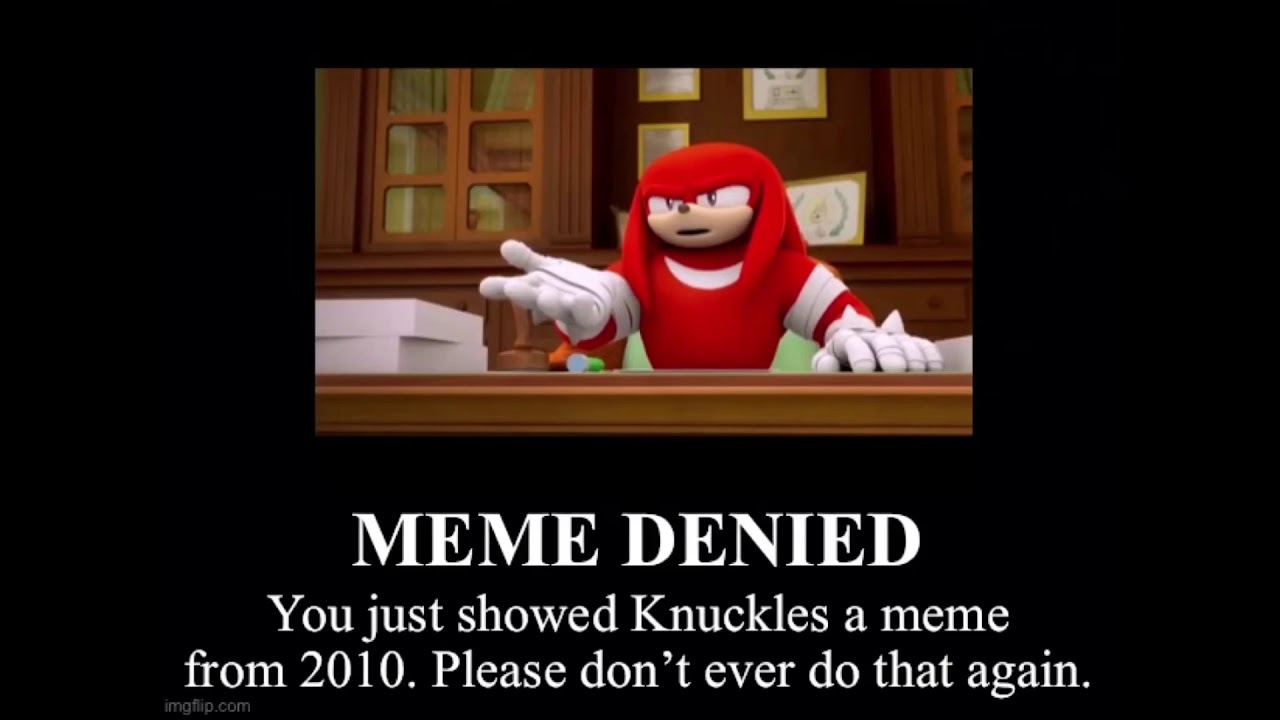 MEME DENIED
You just showed Knuckles a meme
from 2010. Please don’t ever do that again.
imgflip.com